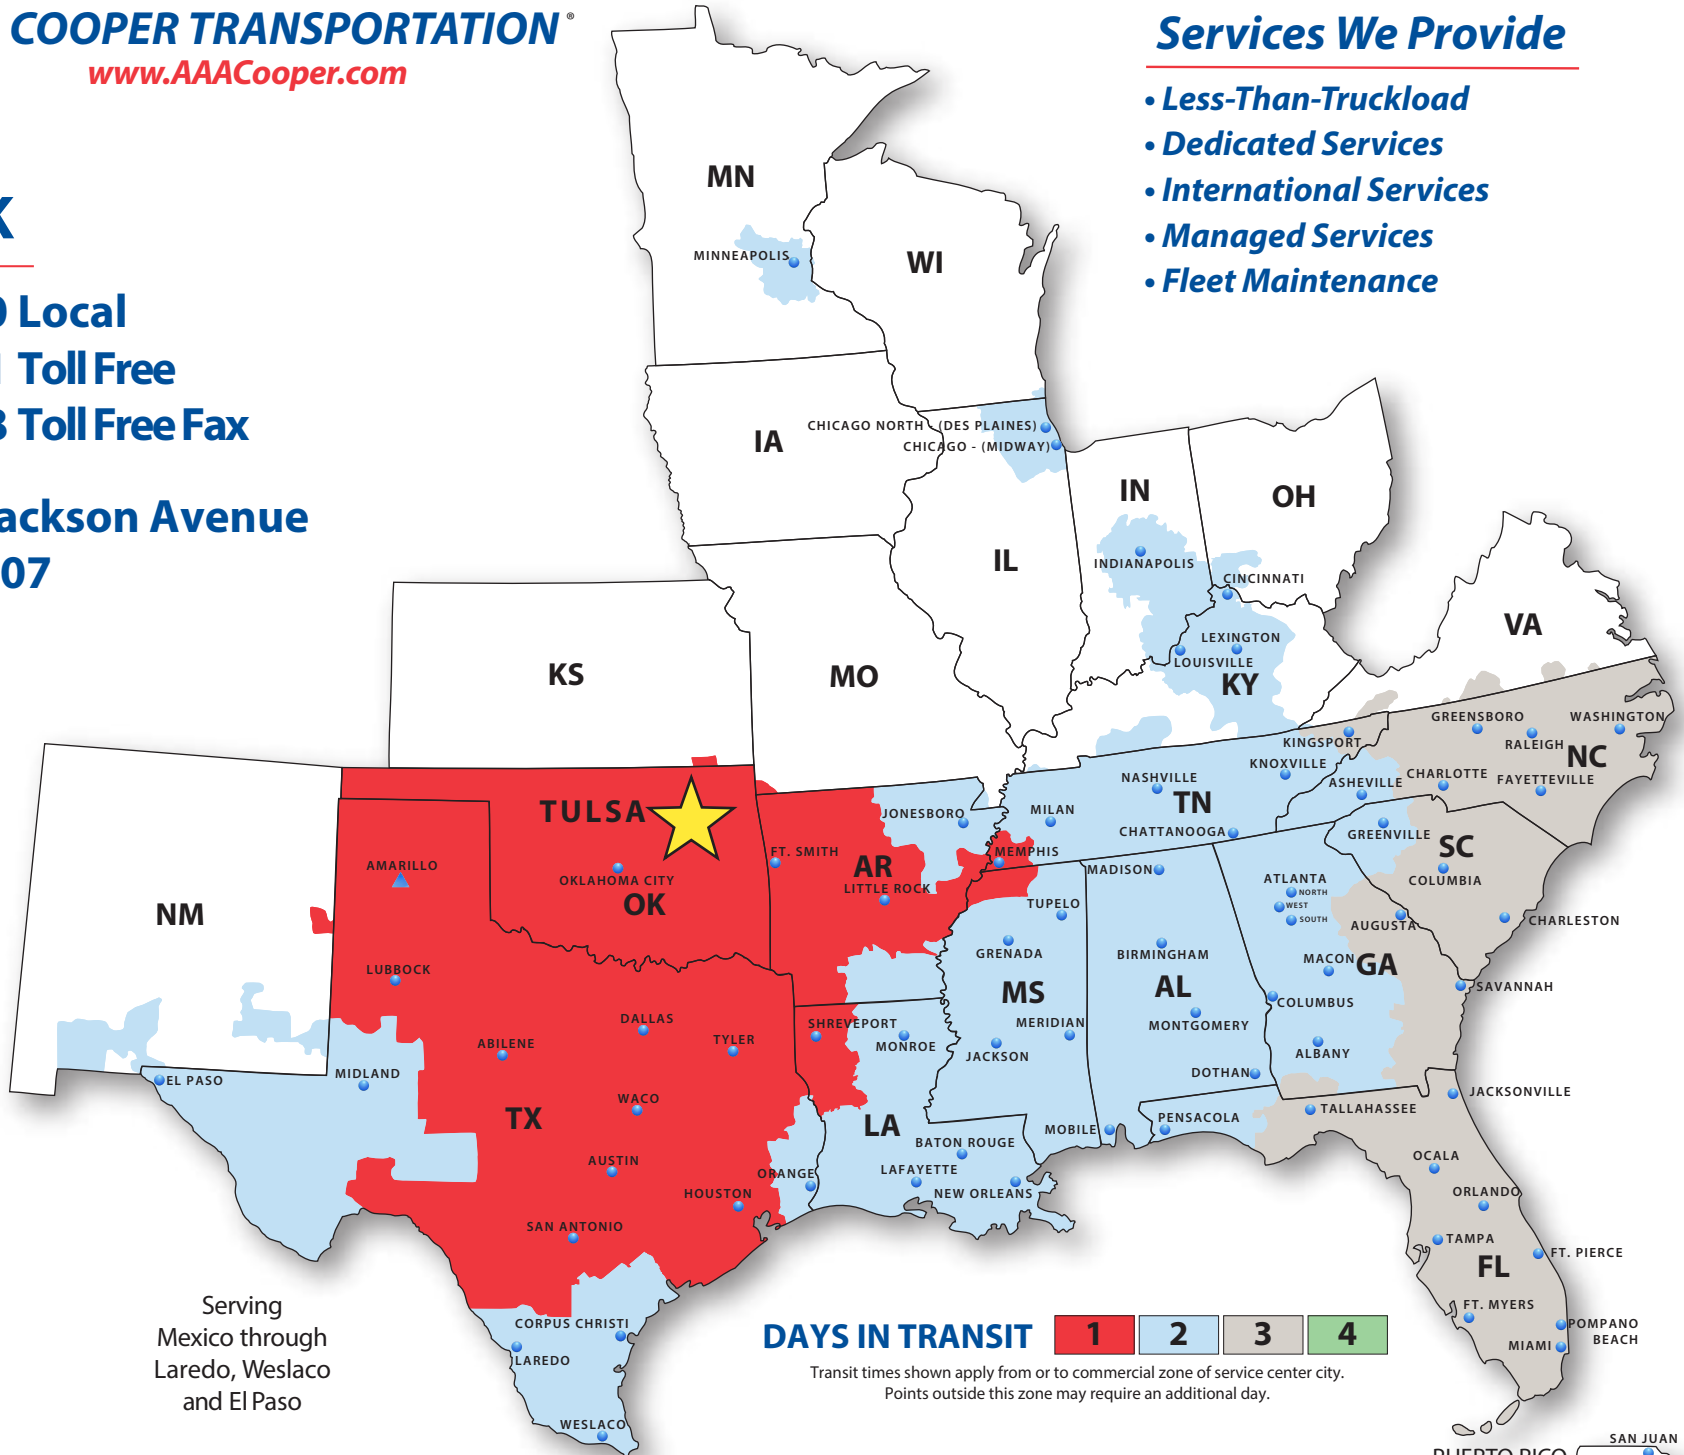 COOPER TRANSPORTATION®
www.AAACooper.com
K
0 Local
1 Toll Free
3 Toll Free Fax
ackson Avenue
07
Services We Provide
• Less-Than-Truckload
• Dedicated Services
• International Services
• Managed Services
• Fleet Maintenance
MN
MINNEAPOLIS
WI
IA
CHICAGO NORTH - (DES PLAINES)
CHICAGO - (MIDWAY)
IN
OH
IL
INDIANAPOLIS
CINCINNATI
VA
LEXINGTON
LOUISVILLE
KY
KS
MO
GREENSBORO
WASHINGTON
KINGSPORT
RALEIGH
NC
KNOXVILLE
NASHVILLE
ASHEVILLE
CHARLOTTE
FAYETTEVILLE
TN
TULSA
JONESBORO
MILAN
CHATTANOOGA
GREENVILLE
SC
FT. SMITH
AR
MEMPHIS
MADISON
AMARILLO
OKLAHOMA CITY
OK
LITTLE ROCK
ATLANTA
NORTH
WEST
SOUTH
COLUMBIA
NM
TUPELO
AUGUSTA
CHARLESTON
GRENADA
BIRMINGHAM
MACON
GA
LUBBOCK
MS
AL
SAVANNAH
COLUMBUS
DALLAS
SHREVEPORT
MERIDIAN
MONTGOMERY
ABILENE
TYLER
MONROE
JACKSON
ALBANY
EL PASO
MIDLAND
DOTHAN
JACKSONVILLE
WACO
TX
LA
MOBILE
PENSACOLA
TALLAHASSEE
BATON ROUGE
AUSTIN
ORANGE
LAFAYETTE
OCALA
HOUSTON
NEW ORLEANS
ORLANDO
SAN ANTONIO
TAMPA
FT. PIERCE
FL
Serving
Mexico through
Laredo, Weslaco
and El Paso
CORPUS CHRISTI
LAREDO
WESLACO
FT. MYERS
POMPANO
BEACH
MIAMI
DAYS IN TRANSIT 1 2 3 4
Transit times shown apply from or to commercial zone of service center city.
Points outside this zone may require an additional day.
SAN JUAN
PUERTO RICO